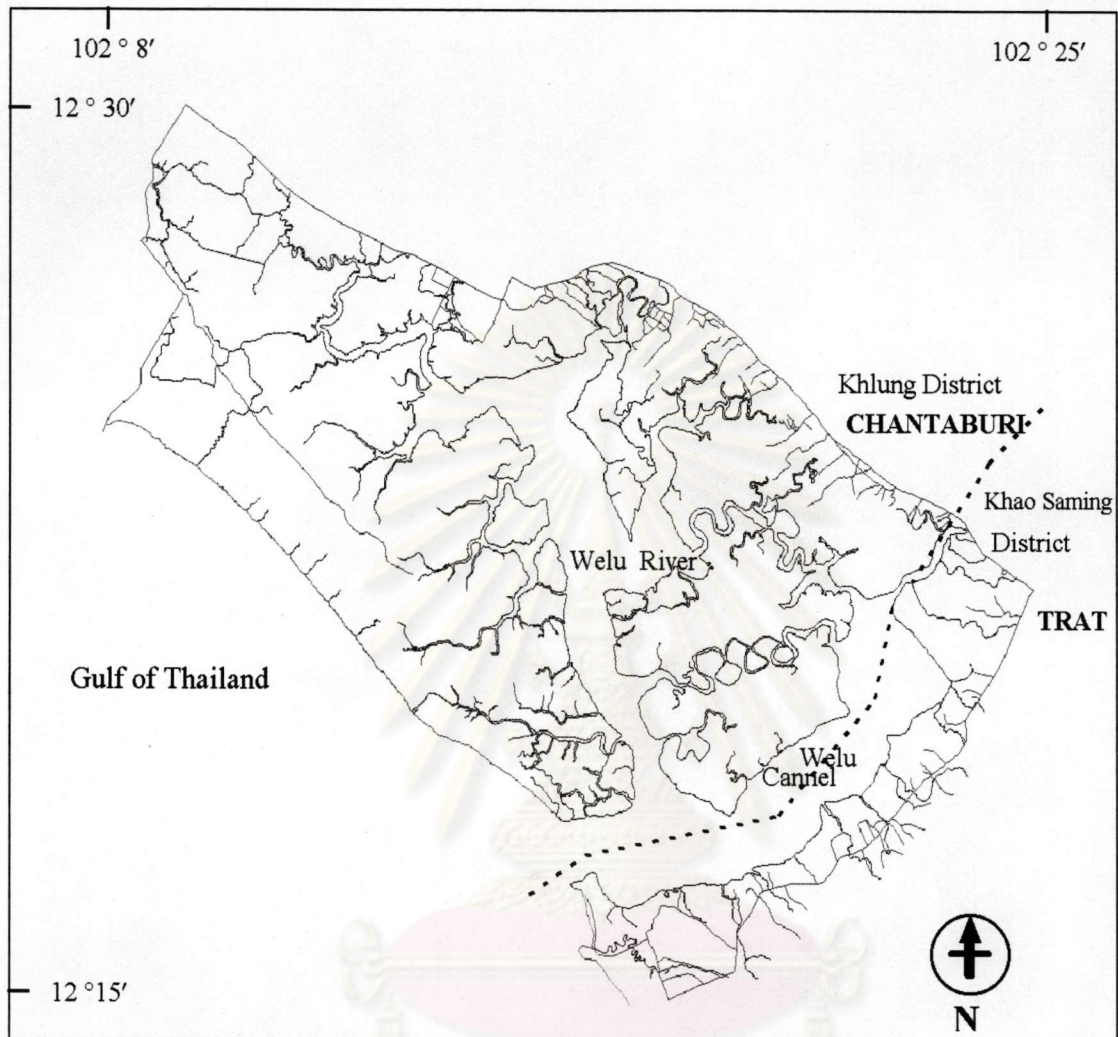 102 ° 8′
102 ° 25′
12 ° 30′
Khlung District
CHANTABURI
Khao Saming
District
Welu River
TRAT
Gulf of Thailand
Welu
Cannel
12 ° 15′
N